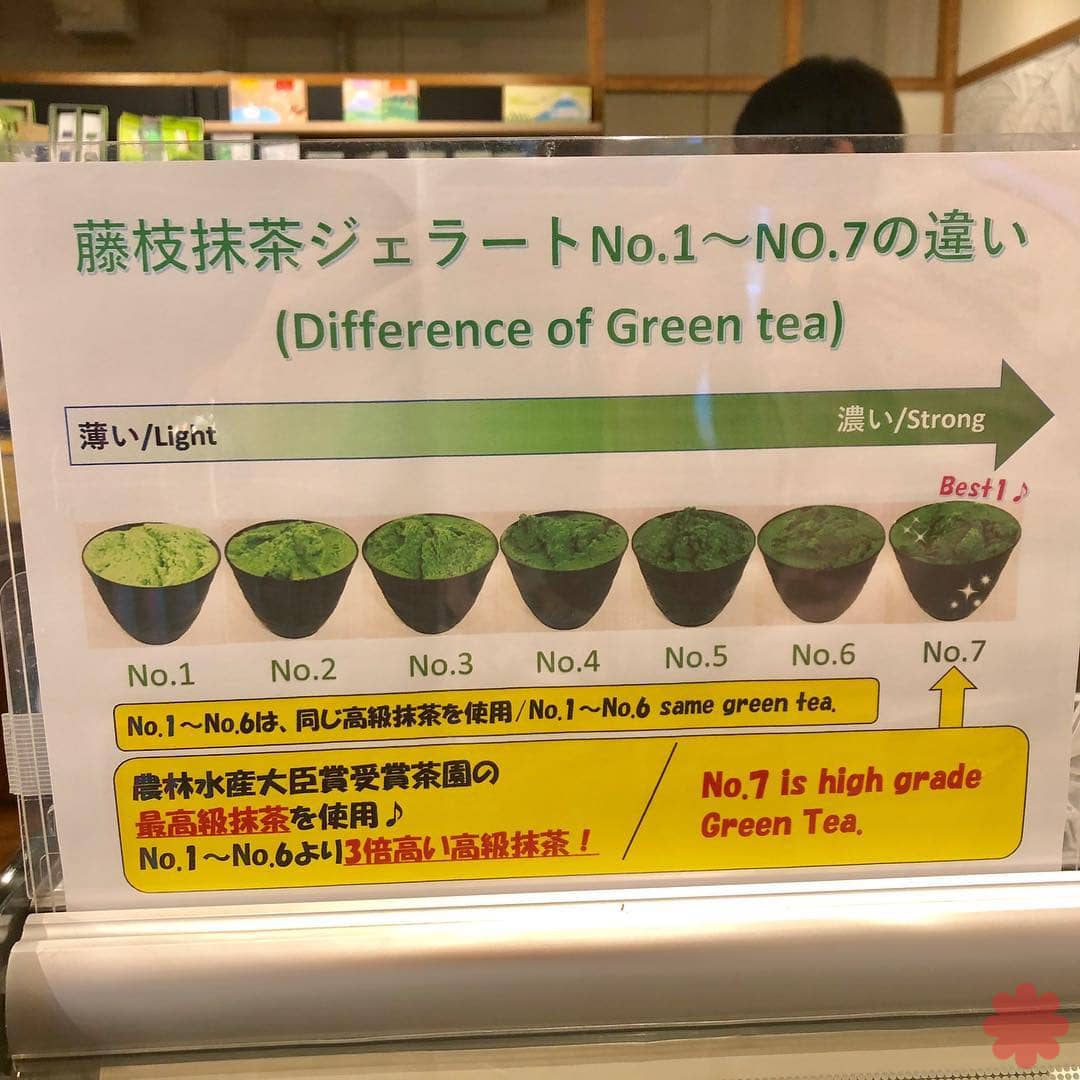 藤枝抹茶ジェラートNo.1～NO.7の違い
(Difference of Green tea)
薄い/Light
濃い/Strong
Best1♪
No.1
No.2
No.3
No.4
No.5
No.6
No.7
No.1～No.6は、同じ高級抹茶を使用/No.1～No.6 same green tea.
農林水産大臣賞受賞茶園の
最高級抹茶を使用♪
No.1～No.6より3倍高い高級抹茶！
No.7 is high grade
Green Tea.